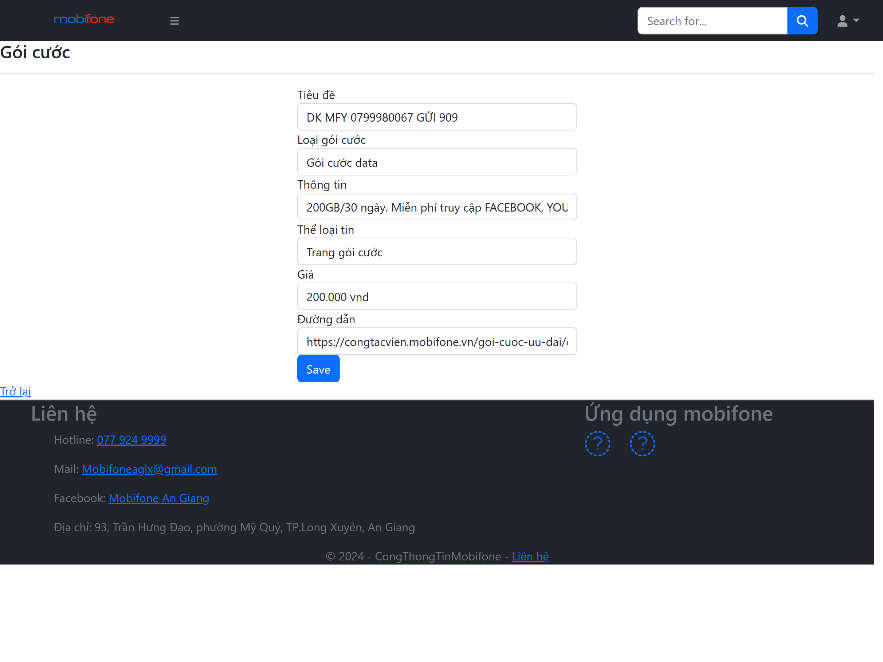 mobifone
Search for...
Gói cước
Tiêu đề
DK MFY 0799980067 GỬI 909
Loại gói cước
Gói cước data
Thông tin
200GB/30 ngày. Miễn phí truy cập FACEBOOK, YOU
Thể loại tin
Trang gói cước
Giá
200.000 vnd
Đường dẫn
https://congtacvien.mobifone.vn/goi-cuoc-uu-dai/
Save
Trở lại
Liên hệ
Ứng dụng mobifone
Hotline: 077 924 9999
Mail: Mobifoneaglx@gmail.com
Facebook: Mobifone An Giang
Địa chỉ: 93, Trần Hưng Đạo, phường Mỹ Quý, TP.Long Xuyên, An Giang
© 2024 - CongThongTinMobifone - Liên hệ